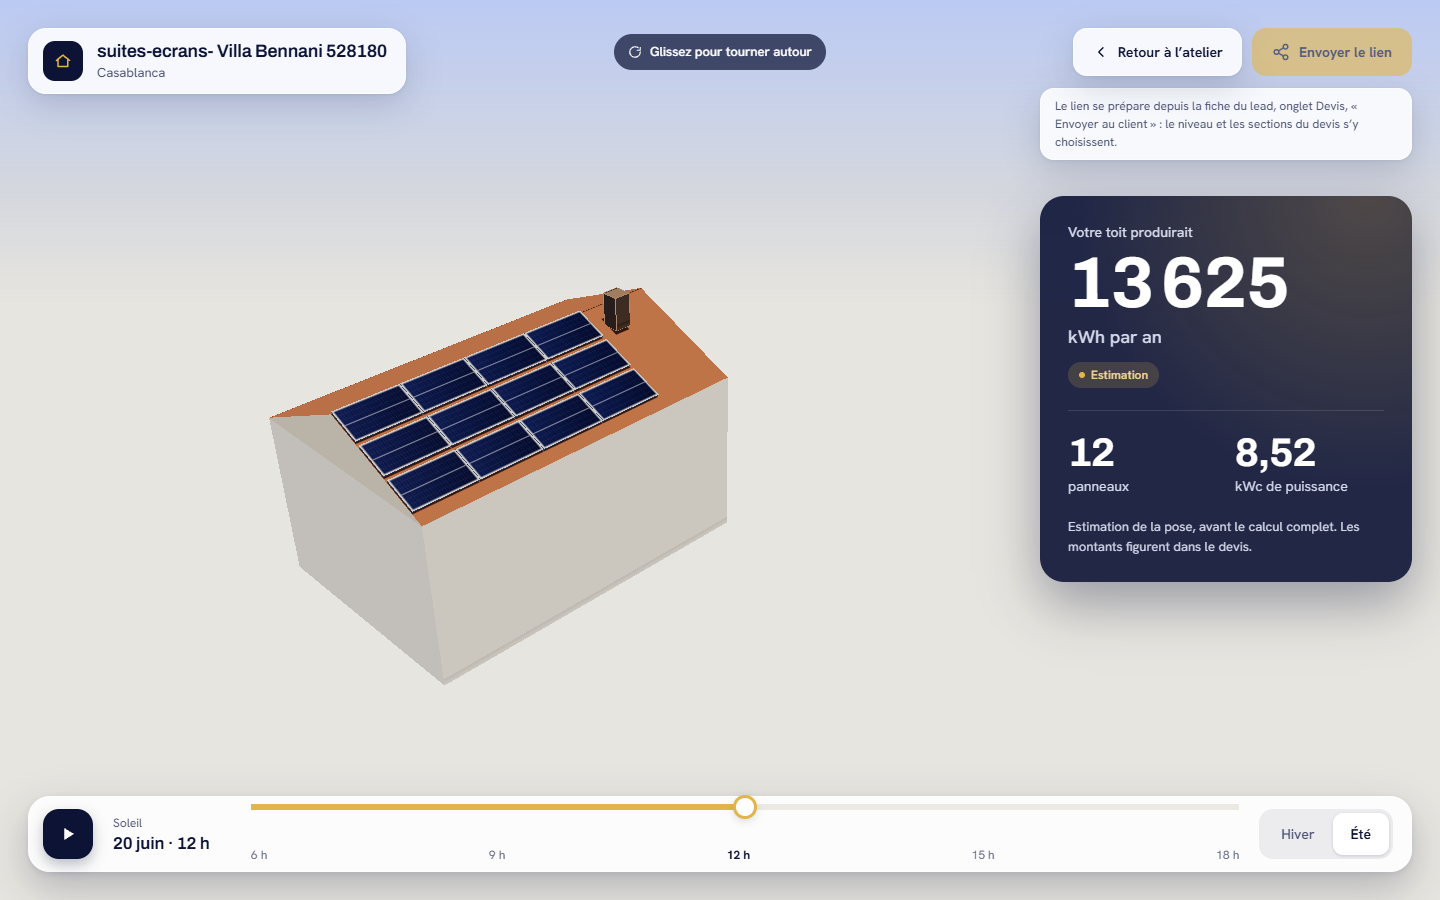 suites-ecrans- Villa Bennani 528180
Casablanca
Glissez pour tourner autour
Retour à l’atelier
Envoyer le lien
Le lien se prépare depuis la fiche du lead, onglet Devis, «
Envoyer au client » : le niveau et les sections du devis s’y
choisissent.
Votre toit produirait
13 625
kWh par an
Estimation
12
panneaux
8,52
kWc de puissance
Estimation de la pose, avant le calcul complet. Les
montants figurent dans le devis.
Soleil
20 juin · 12 h
6 h
9 h
12 h
15 h
18 h
Hiver
Été